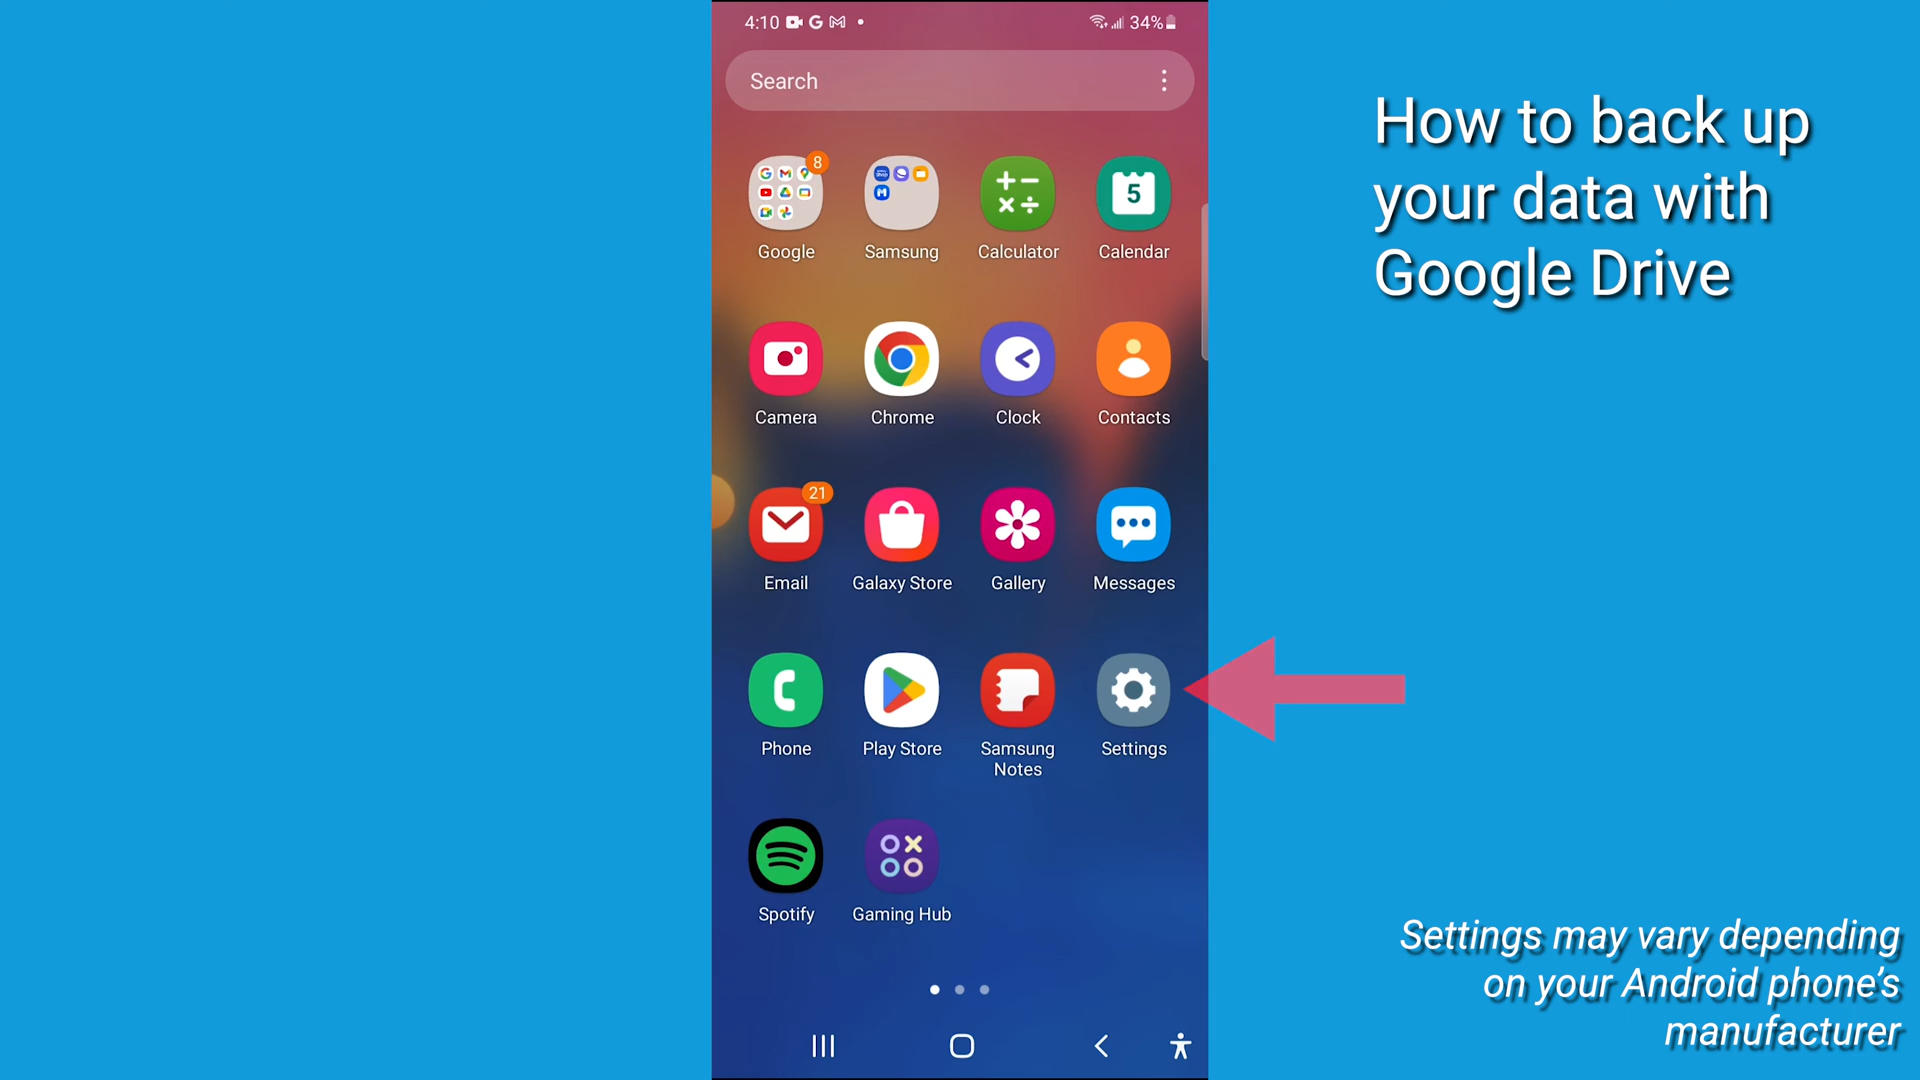 4:10 34%
Search
How to back up
your data with
Google Drive
8
5
Google Samsung Calculator Calendar
Camera Chrome Clock Contacts
21
Email Galaxy Store Gallery Messages
Phone Play Store Samsung Settings
Notes
Spotify Gaming Hub
Settings may vary depending
on your Android phone’s
manufacturer